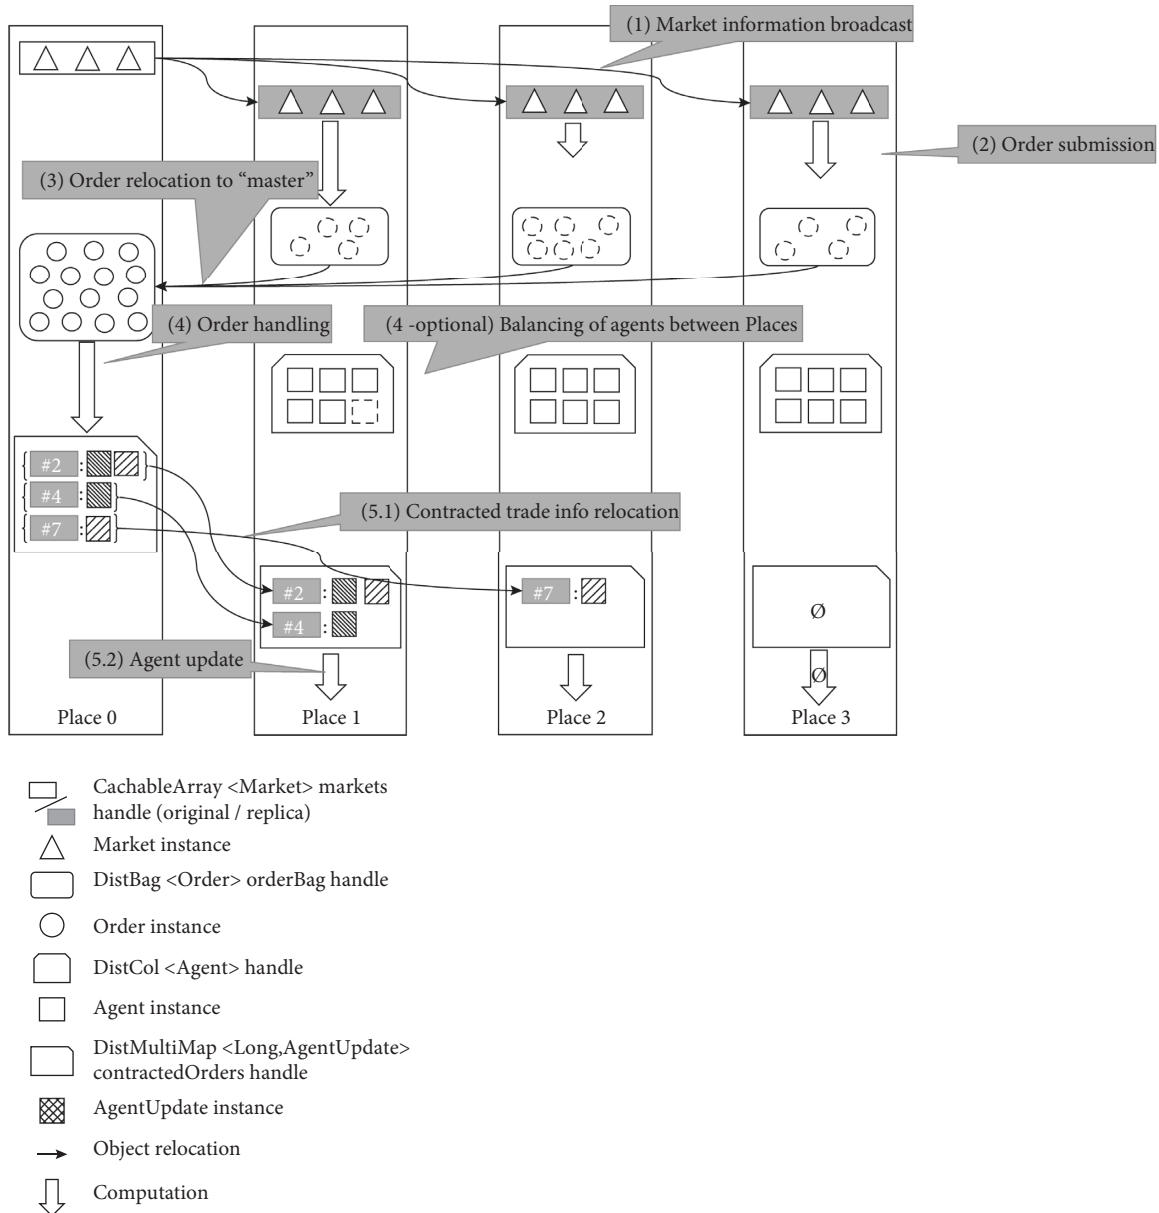 (1) Market information broadcast
(2) Order submission
(3) Order relocation to “master”
(4) Order handling
(4 -optional) Balancing of agents between Places
#2 :
#4 :
#7 :
(5.1) Contracted trade info relocation
#2 :
#4 :
#7 :
Ø
(5.2) Agent update
Ø
Place 0
Place 1
Place 2
Place 3
CachableArray <Market> markets
handle (original / replica)
Market instance
DistBag <Order> orderBag handle
Order instance
DistCol <Agent> handle
Agent instance
DistMultiMap <Long,AgentUpdate>
contractedOrders handle
AgentUpdate instance
Object relocation
Computation